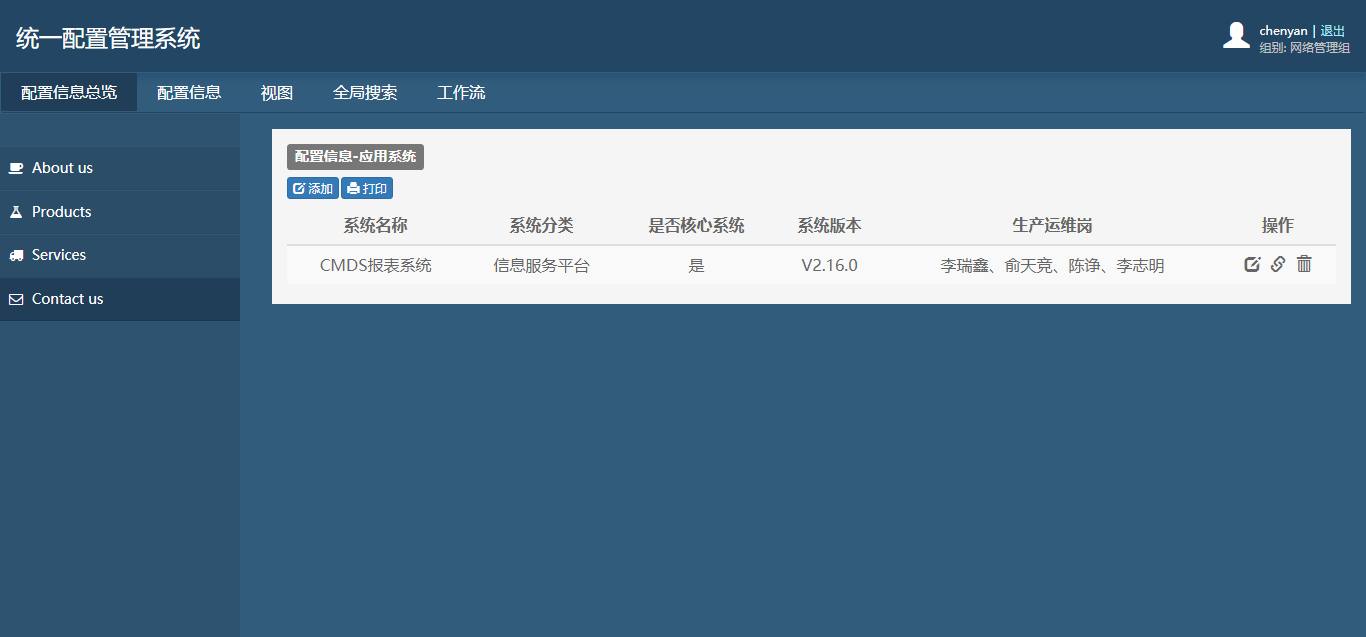 统一配置管理系统
chenyan | 退出
组别: 网络管理组
配置信息总览 配置信息 视图 全局搜索 工作流
About us
Products
Services
Contact us
配置信息-应用系统
添加 打印
系统名称 系统分类 是否核心系统 系统版本 生产运维岗 操作
CMDS报表系统 信息服务平台 是 V2.16.0 李瑞鑫、俞天竞、陈诤、李志明